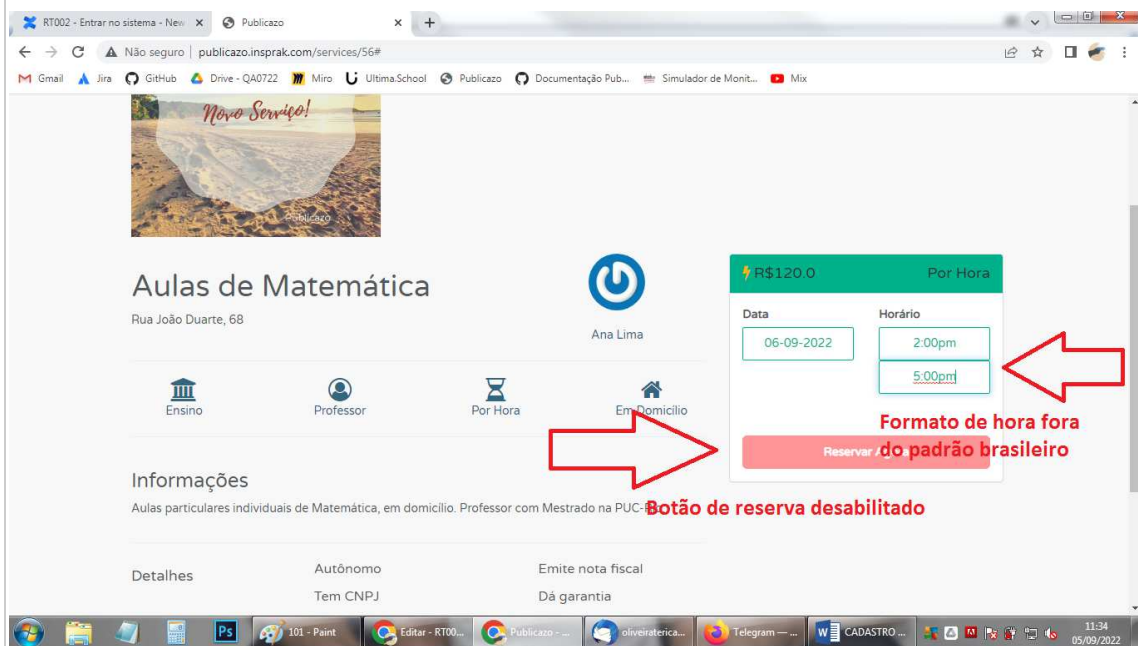 RT002 - Entrar no sistema - New
Publicazo
Não seguro | publicazo.insprak.com/services/56#
Gmail Jira GitHub Drive - QA0722 Miro Ultima.School Publicazo Documentação Pub... Simulador de Monit... Mix
Novo Serviço!
Publicazo
Aulas de Matemática
Rua João Duarte, 68
Ana Lima
R$120.0 Por Hora
Data Horário
06-09-2022 2:00pm
5:00pm
Formato de hora fora
do padrão brasileiro
Reservar
Botão de reserva desabilitado
Ensino Professor Por Hora Em Domicílio
Informações
Aulas particulares individuais de Matemática, em domicílio. Professor com Mestrado na
Detalhes
Autônomo Emite nota fiscal
Tem CNPJ Dá garantia
Ps 101 - Paint Editar - RT00... Publicazo - ... oliveiraterica... Telegram — ... CADASTRO ... 11:34
05/09/2022